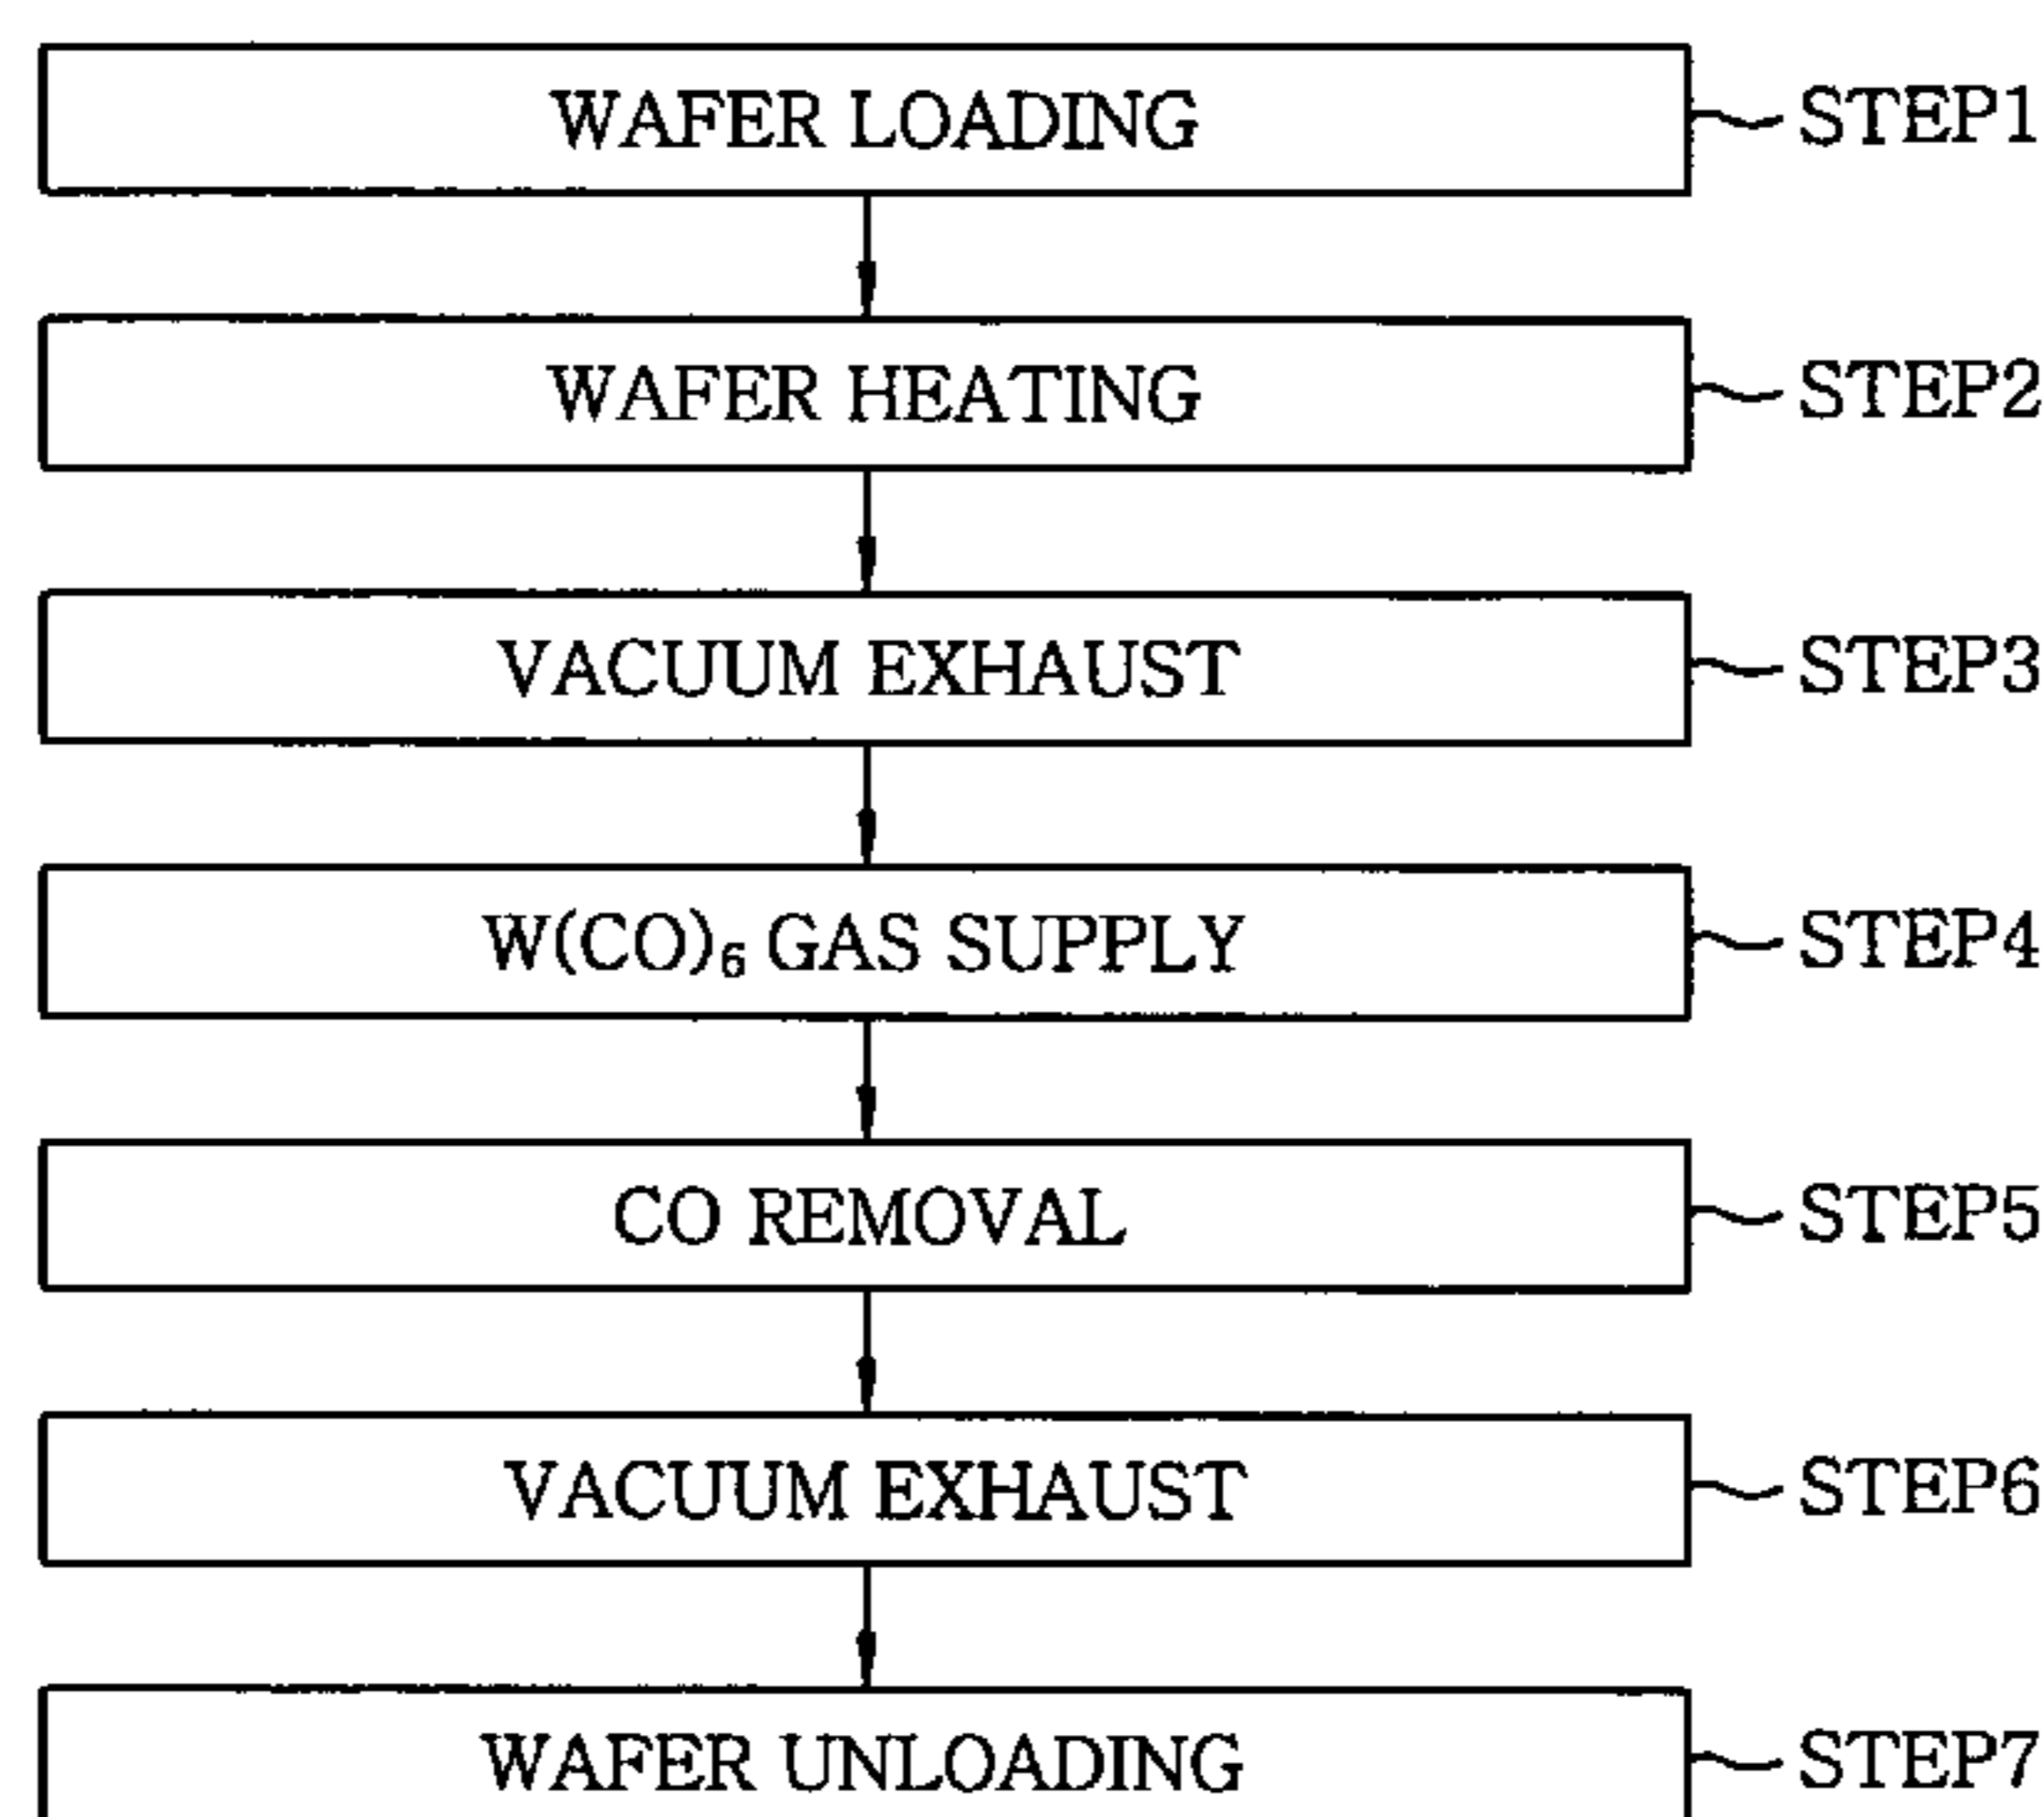 WAFER LOADING STEP1
WAFER HEATING STEP2
VACUUM EXHAUST STEP3
W(CO)₆ GAS SUPPLY STEP4
CO REMOVAL STEP5
VACUUM EXHAUST STEP6
WAFER UNLOADING STEP7